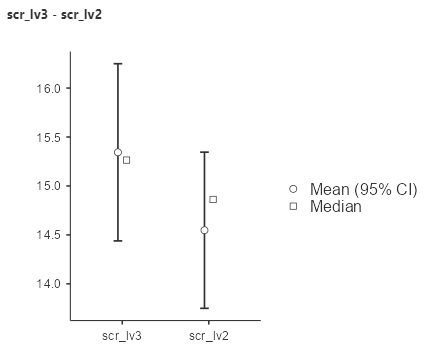 scr_lv3 - scr_lv2
16.0
15.5
15.0
14.5
14.0
scr_lv3 scr_lv2
Mean (95% CI)
Median